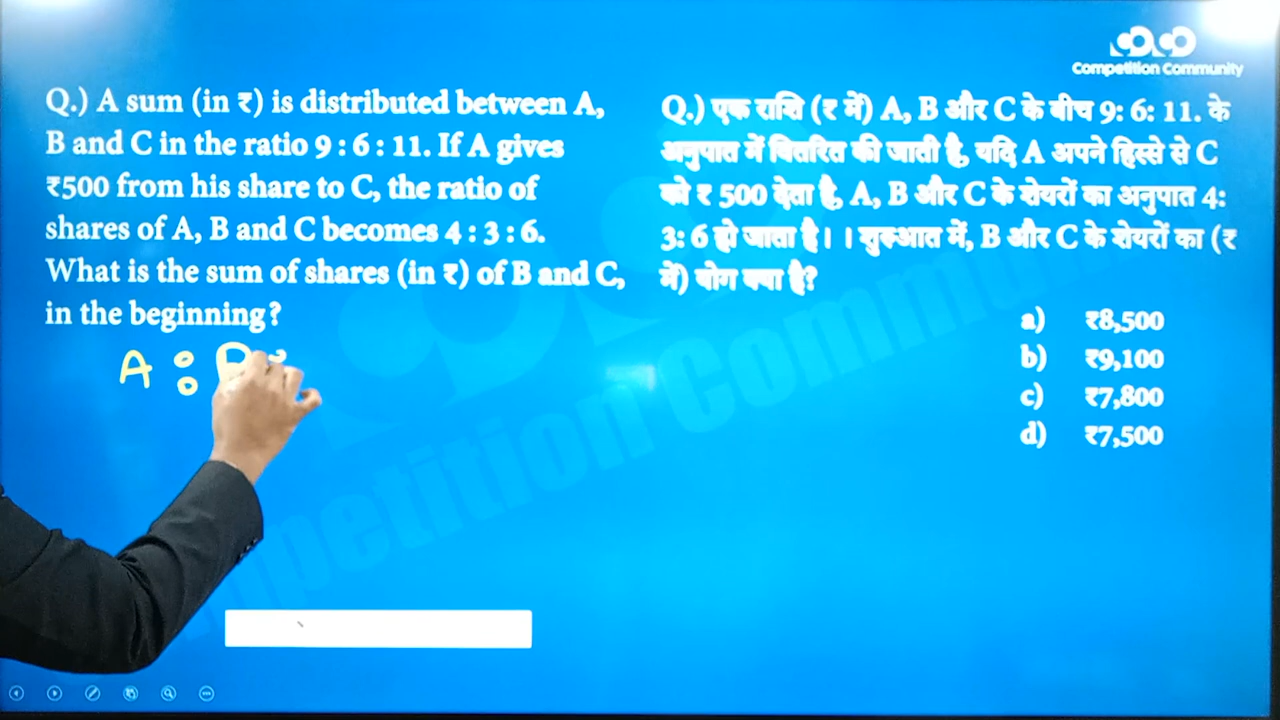 Competition Community
Q.) A sum (in ₹) is distributed between A,
B and C in the ratio 9 : 6 : 11. If A gives
₹500 from his share to C, the ratio of
shares of A, B and C becomes 4 : 3 : 6.
What is the sum of shares (in ₹) of B and C,
in the beginning?
Q.) एक राशि (₹ में) A, B और C के बीच 9: 6: 11. के
अनुपात में वितरित की जाती है, यदि A अपने हिस्से से C
को ₹ 500 देता है, A, B और C के शेयरों का अनुपात 4:
3: 6 हो जाता है। । शुरूआत में, B और C के शेयरों का (₹
में) योग क्या है?
a) ₹8,500
b) ₹9,100
c) ₹7,800
d) ₹7,500
A :
Competition Community